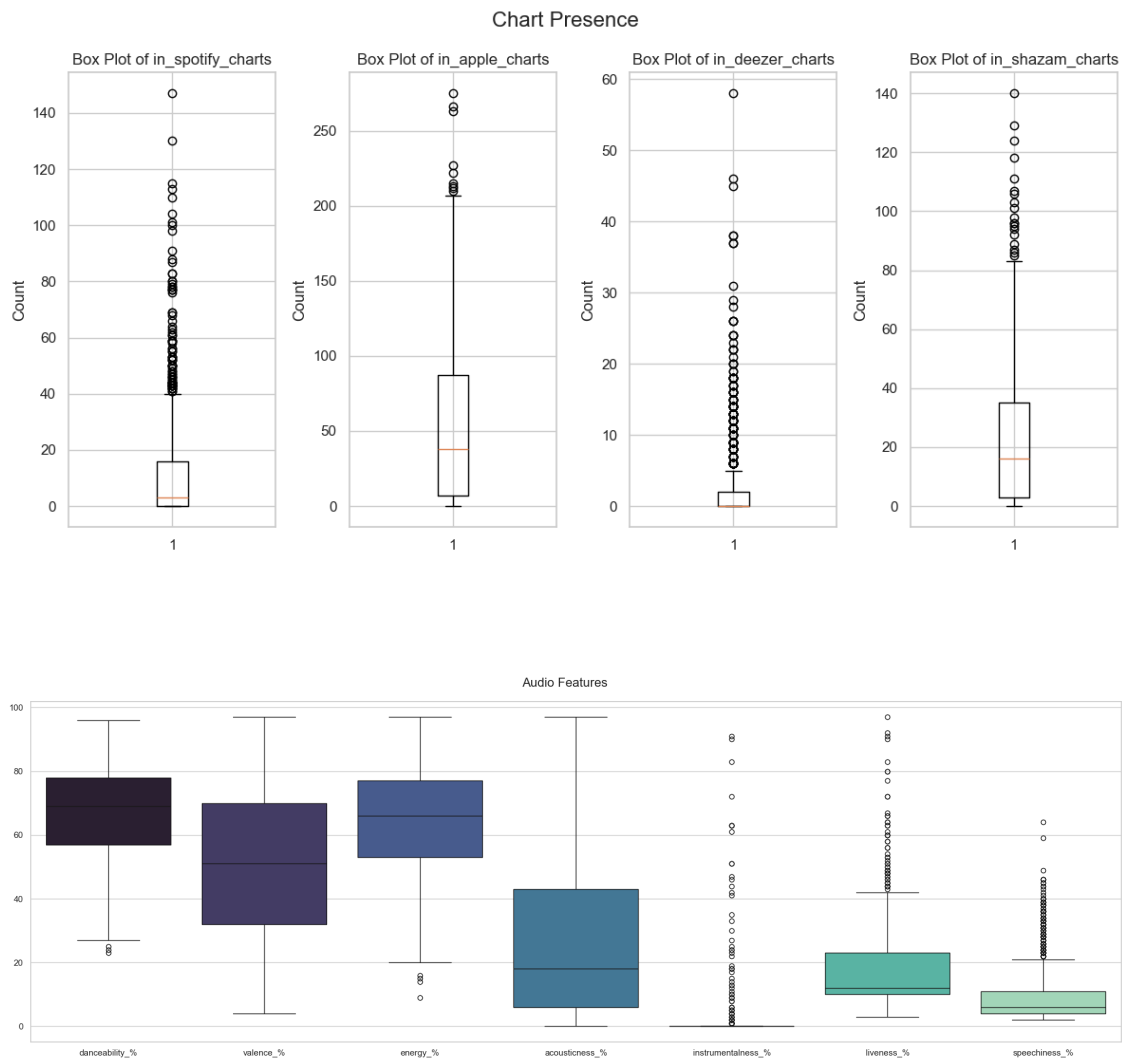 Chart Presence
Box Plot of in_spotify_charts
Box Plot of in_apple_charts
Box Plot of in_deezer_charts
Box Plot of in_shazam_charts
Count
140
120
100
80
60
40
20
0
1
Count
250
200
150
100
50
0
1
Count
60
50
40
30
20
10
0
1
Count
140
120
100
80
60
40
20
0
1
Audio Features
100
80
60
40
20
0
danceability_%
valence_%
energy_%
acousticness_%
instrumentalness_%
liveness_%
speechiness_%